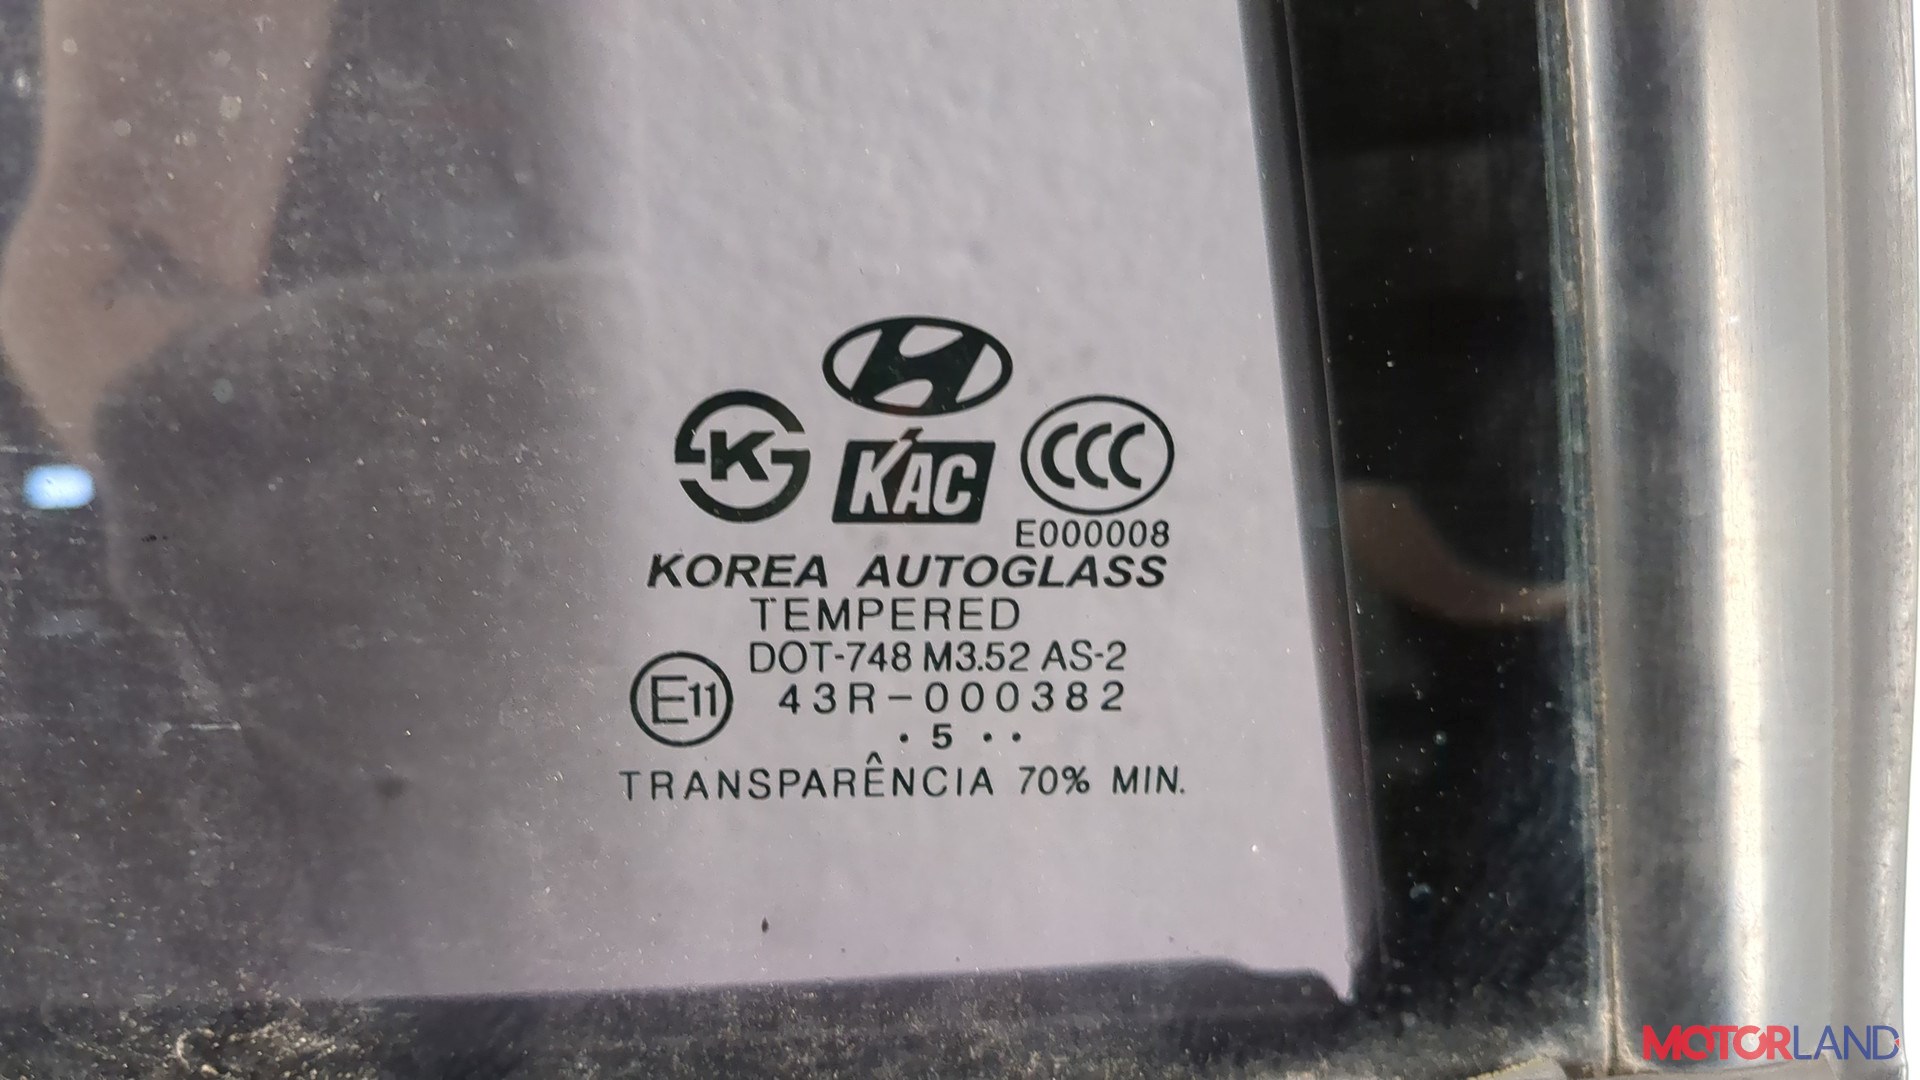 K
KAC
CCC
E000008
KOREA AUTOGLASS
TEMPERED
DOT-748 M3.52 AS-2
E11
43R-000382
. 5 . .
TRANSPARÊNCIA 70% MIN.
MOTORLAND